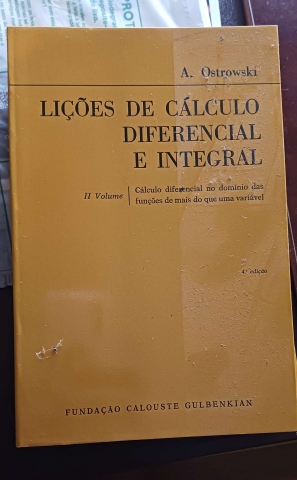 A. Ostrowski
LIÇÕES DE CÁLCULO
DIFERENCIAL
E INTEGRAL
II Volume
Cálculo diferencial no domínio das
funções de mais do que uma variável
4.ª edição
FUNDAÇÃO CALOUSTE GULBENKIAN
PROT